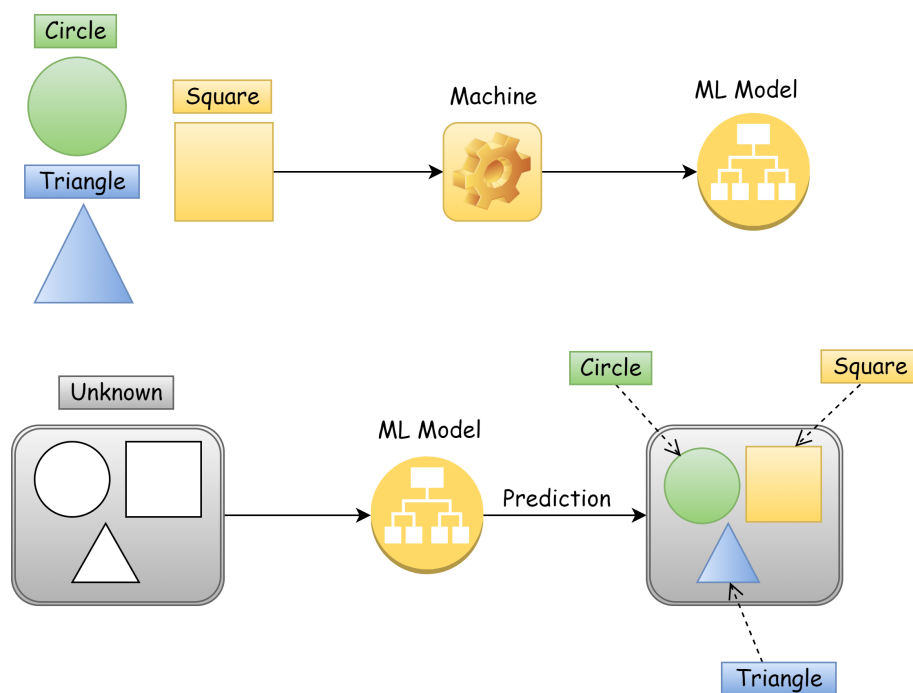 Circle
Square
Machine
ML Model
Triangle
Circle
Square
Unknown
ML Model
Prediction
Triangle